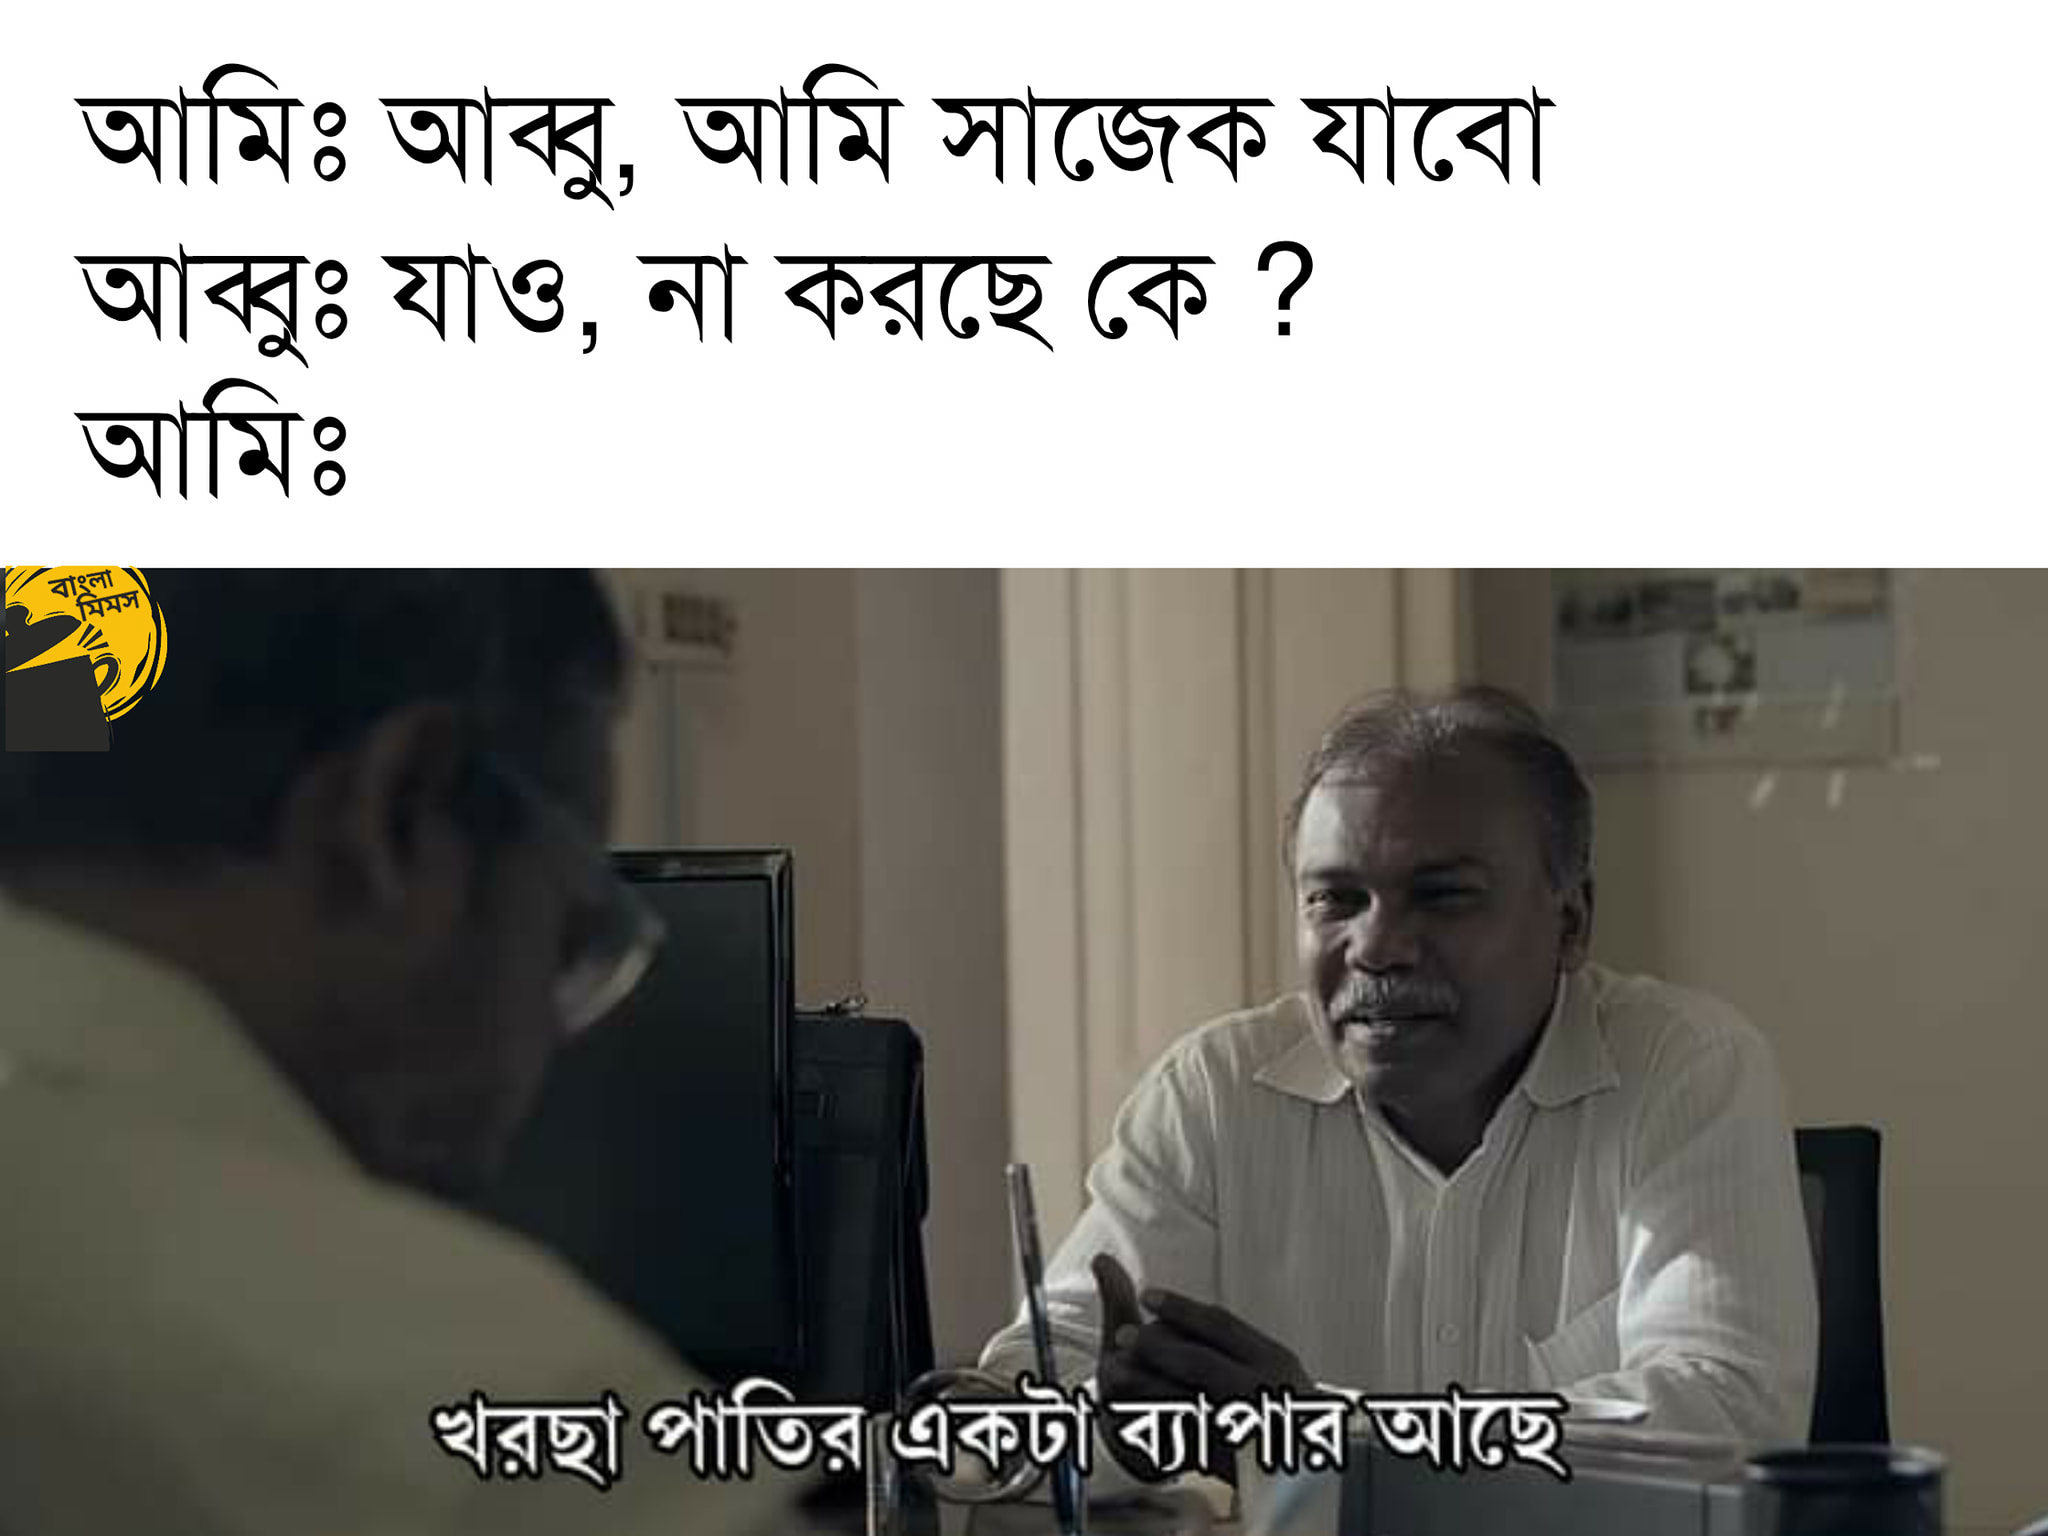 আমিঃ আব্বু, আমি সাজেক যাবো
আব্বুঃ যাও, না করছে কে ?
আমিঃ
বাংলা
মিমস
খরছা পাতির একটা ব্যাপার আছে